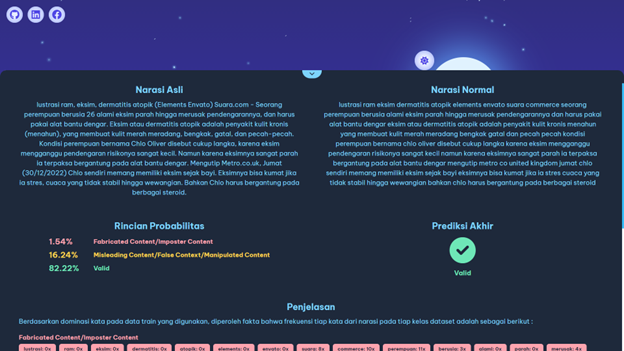 Narasi Asli
lustrasi ram, eksim, dermatitis atopik (Elements Envato) Suara.com - Seorang
perempuan berusia 26 alami eksim parah hingga merusak pendengarannya, dan harus
pakai alat bantu dengar. Eksim atau dermatitis atopik adalah penyakit kulit kronis
(menahun), yang membuat kulit merah meradang, bengkak, gatal, dan pecah-pecah.
Kondisi perempuan bernama Chlo Oliver disebut cukup langka, karena eksim
mengganggu pendengaran risikonya sangat kecil. Namun karena eksimnya sangat parah
ia terpaksa bergantung pada alat bantu dengar. Mengutip Metro.co.uk, Jumat
(30/12/2022) Chlo sendiri memang memiliki eksim sejak bayi. Eksimnya bisa kumat jika
ia stres, cuaca yang tidak stabil hingga kewangian. Bahkan Chlo harus bergantung pada
berbagai steroid.
Narasi Normal
lustrasi ram eksim dermatitis atopik elements envato suara commerce seorang
perempuan berusia alami eksim parah hingga merusak pendengarannya dan harus pakai
alat bantu dengar eksim atau dermatitis atopik adalah penyakit kulit kronis menahun
yang membuat kulit merah meradang bengkak gatal dan pecah pecah kondisi
perempuan bernama chlo oliver disebut cukup langka karena eksim mengganggu
pendengaran risikonya sangat kecil namun karena eksimnya sangat parah ia terpaksa
bergantung pada alat bantu dengar mengutip metro co united kingdom jumat chlo
sendiri memang memiliki eksim sejak bayi eksimnya bisa kumat jika ia stres cuaca yang
tidak stabil hingga wewangian bahkan chlo harus bergantung pada berbagai steroid
Rincian Probabilitas
1.54% Fabricated Content/Imposter Content
16.24% Misleading Content/False Context/Manipulated Content
82.22% Valid
Prediksi Akhir
Valid
Penjelasan
Berdasarkan dominasi kata pada data train yang digunakan, diperoleh fakta bahwa frekuensi tiap kata dari narasi pada tiap kelas dataset adalah sebagai berikut :
Fabricated Content/Imposter Content
lustrasi: 0x ram: 0x eksim: 0x dermatitis: 0x atopik: 0x elements: 0x envato: 0x suara: 8x commerce: 10x perempuan: 11x berusia: 3x alami: 0x parah: 0x merusak: 4x